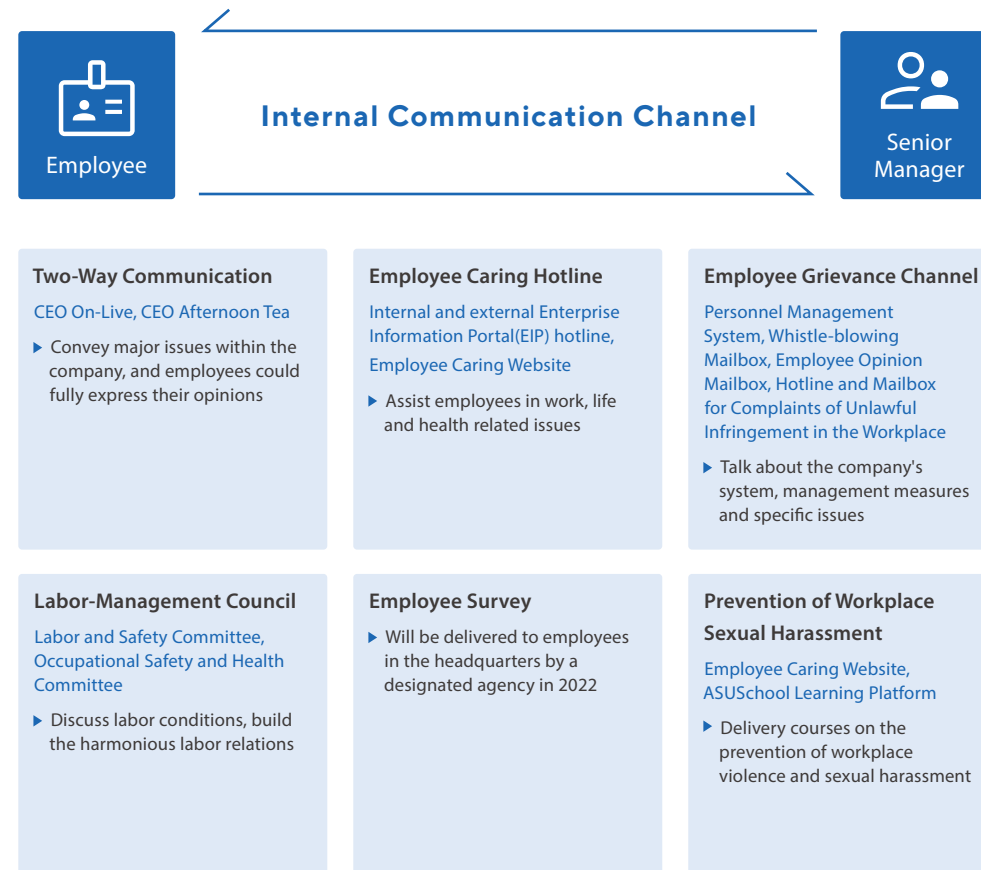 Internal Communication Channel
Employee
Senior
Manager
Two-Way Communication
CEO On-Live, CEO Afternoon Tea
Convey major issues within the
company, and employees could
fully express their opinions
Employee Caring Hotline
Internal and external Enterprise
Information Portal(EIP) hotline,
Employee Caring Website
Assist employees in work, life
and health related issues
Employee Grievance Channel
Personnel Management
System, Whistle-blowing
Mailbox, Employee Opinion
Mailbox, Hotline and Mailbox
for Complaints of Unlawful
Infringement in the Workplace
Talk about the company's
system, management measures
and specific issues
Labor-Management Council
Labor and Safety Committee,
Occupational Safety and Health
Committee
Discuss labor conditions, build
the harmonious labor relations
Employee Survey
Will be delivered to employees
in the headquarters by a
designated agency in 2022
Prevention of Workplace
Sexual Harassment
Employee Caring Website,
ASUSchool Learning Platform
Delivery courses on the
prevention of workplace
violence and sexual harassment